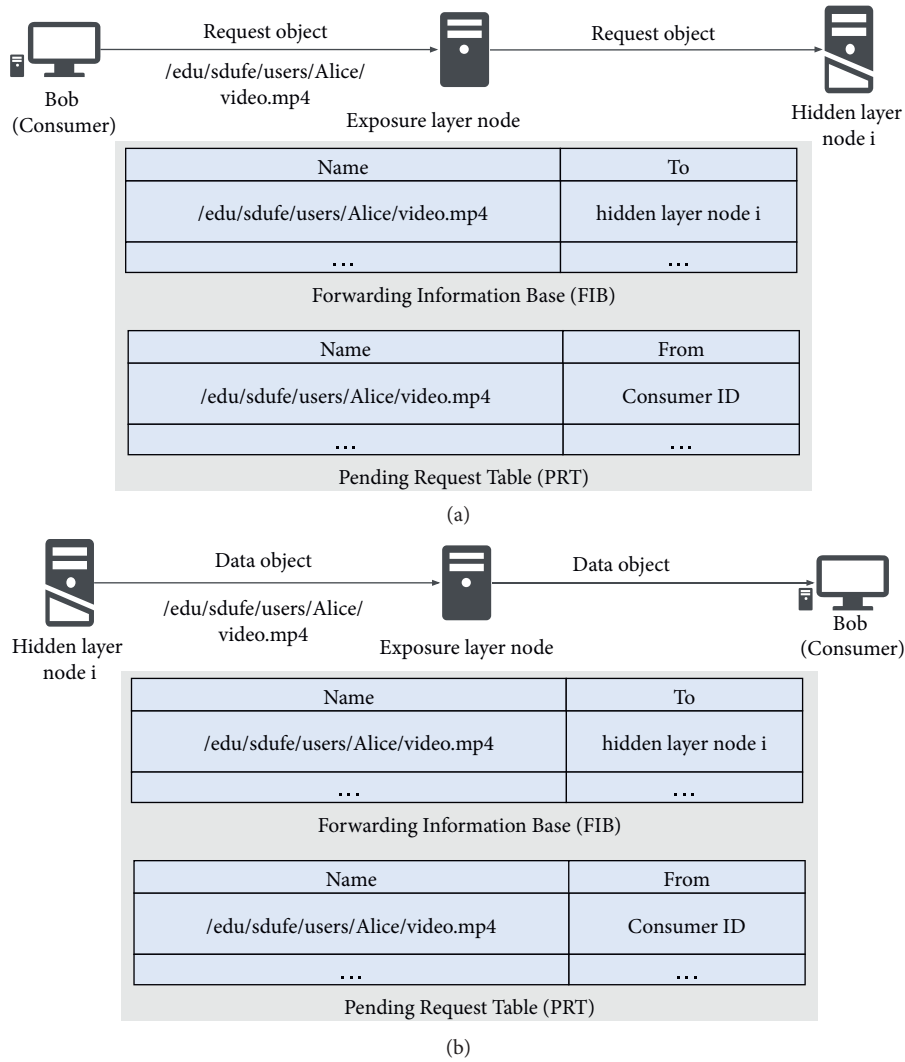 Request object
Request object
/edu/sdufe/users/Alice/
video.mp4
Bob
(Consumer)
Exposure layer node
Hidden layer
node i
Name To
/edu/sdufe/users/Alice/video.mp4 hidden layer node i
... ...
Forwarding Information Base (FIB)
Name From
/edu/sdufe/users/Alice/video.mp4 Consumer ID
... ...
Pending Request Table (PRT)
(a)
Data object
Data object
/edu/sdufe/users/Alice/
video.mp4
Hidden layer
node i
Exposure layer node
Bob
(Consumer)
Name To
/edu/sdufe/users/Alice/video.mp4 hidden layer node i
... ...
Forwarding Information Base (FIB)
Name From
/edu/sdufe/users/Alice/video.mp4 Consumer ID
... ...
Pending Request Table (PRT)
(b)